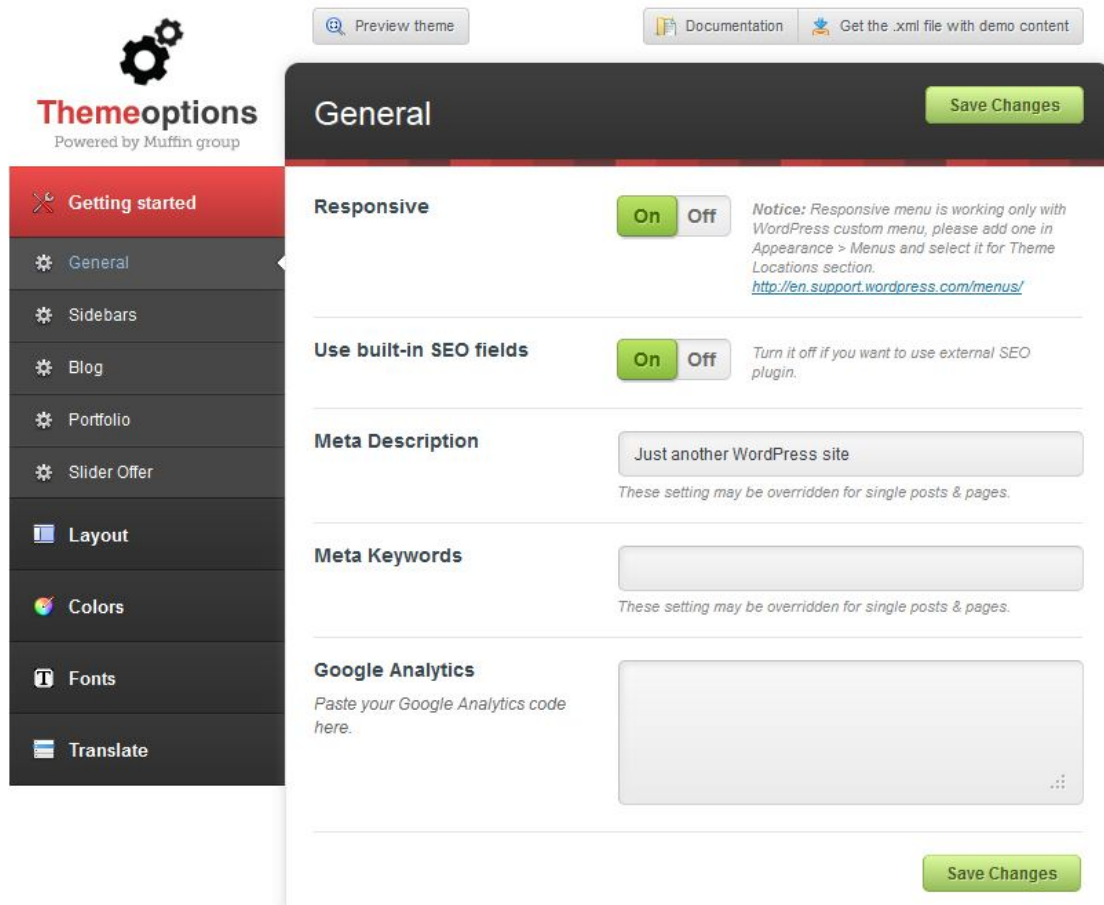 Preview theme
Documentation
Get the .xml file with demo content
Themeoptions
Powered by Muffin group
General
Save Changes
Getting started
General
Sidebars
Blog
Portfolio
Slider Offer
Layout
Colors
Fonts
Translate
Responsive
On Off
Notice: Responsive menu is working only with
WordPress custom menu, please add one in
Appearance > Menus and select it for Theme
Locations section.
http://en.support.wordpress.com/menus/
Use built-in SEO fields
On Off
Turn it off if you want to use external SEO
plugin.
Meta Description
Just another WordPress site
These setting may be overridden for single posts & pages.
Meta Keywords
These setting may be overridden for single posts & pages.
Google Analytics
Paste your Google Analytics code
here.
Save Changes